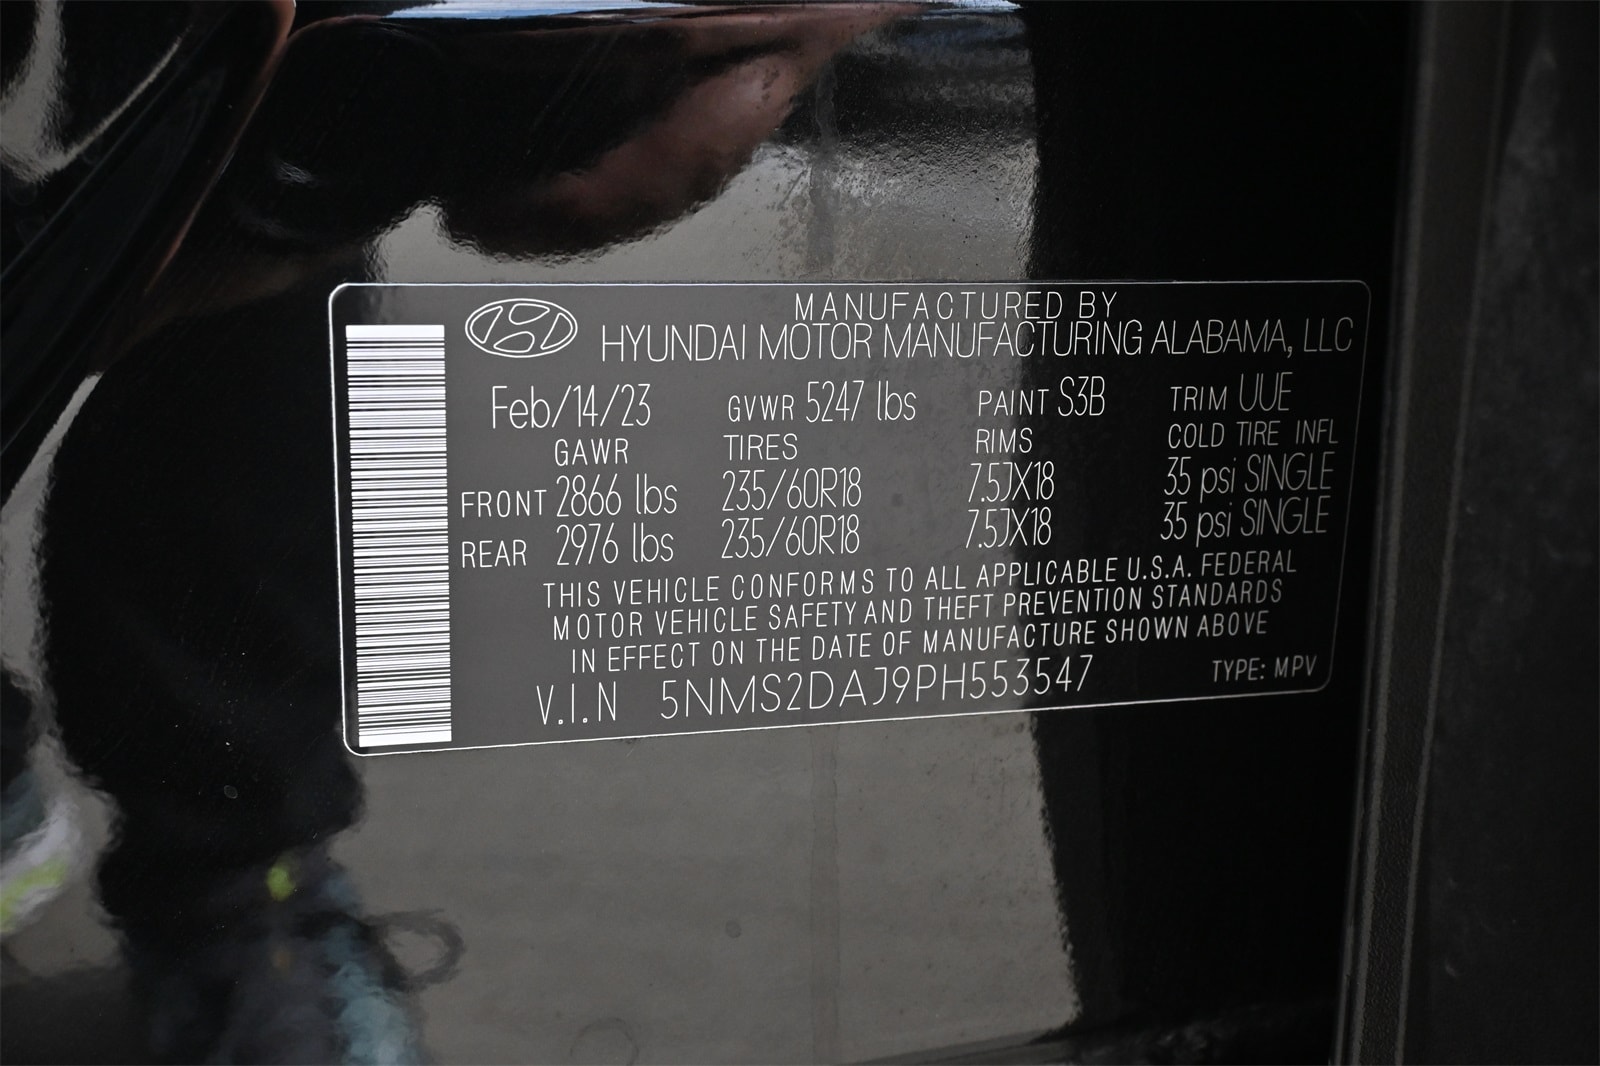 MANUFACTURED BY
HYUNDAI MOTOR MANUFACTURING ALABAMA, LLC
Feb/14/23 GVWR 5247 lbs PAINT S3B TRIM UUE
GAWR TIRES RIMS COLD TIRE INFL
FRONT 2866 lbs 235/60R18 7.5JX18 35 psi SINGLE
REAR 2976 lbs 235/60R18 7.5JX18 35 psi SINGLE
THIS VEHICLE CONFORMS TO ALL APPLICABLE U.S.A. FEDERAL
MOTOR VEHICLE SAFETY AND THEFT PREVENTION STANDARDS
IN EFFECT ON THE DATE OF MANUFACTURE SHOWN ABOVE
V.I.N 5NMS2DAJ9PH553547 TYPE: MPV